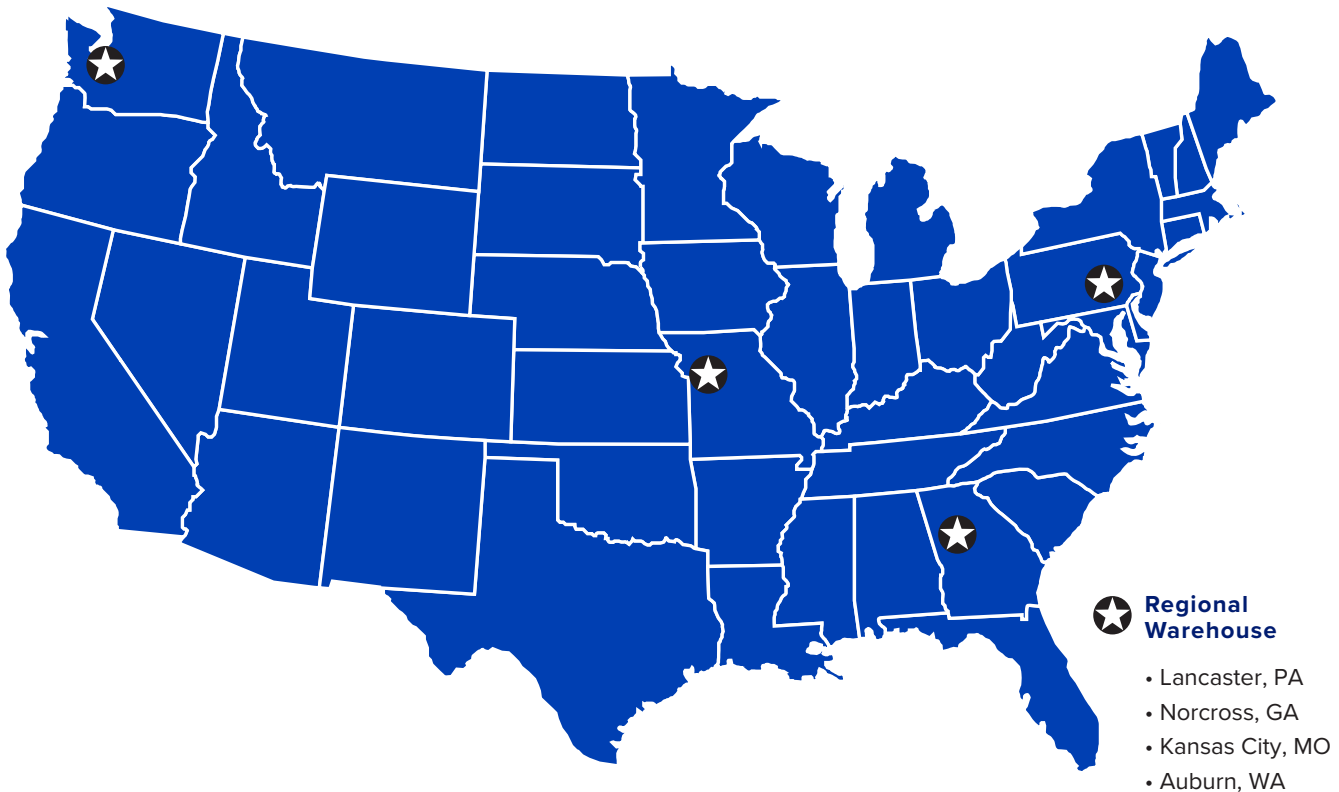 Regional
Warehouse
• Lancaster, PA
• Norcross, GA
• Kansas City, MO
• Auburn, WA